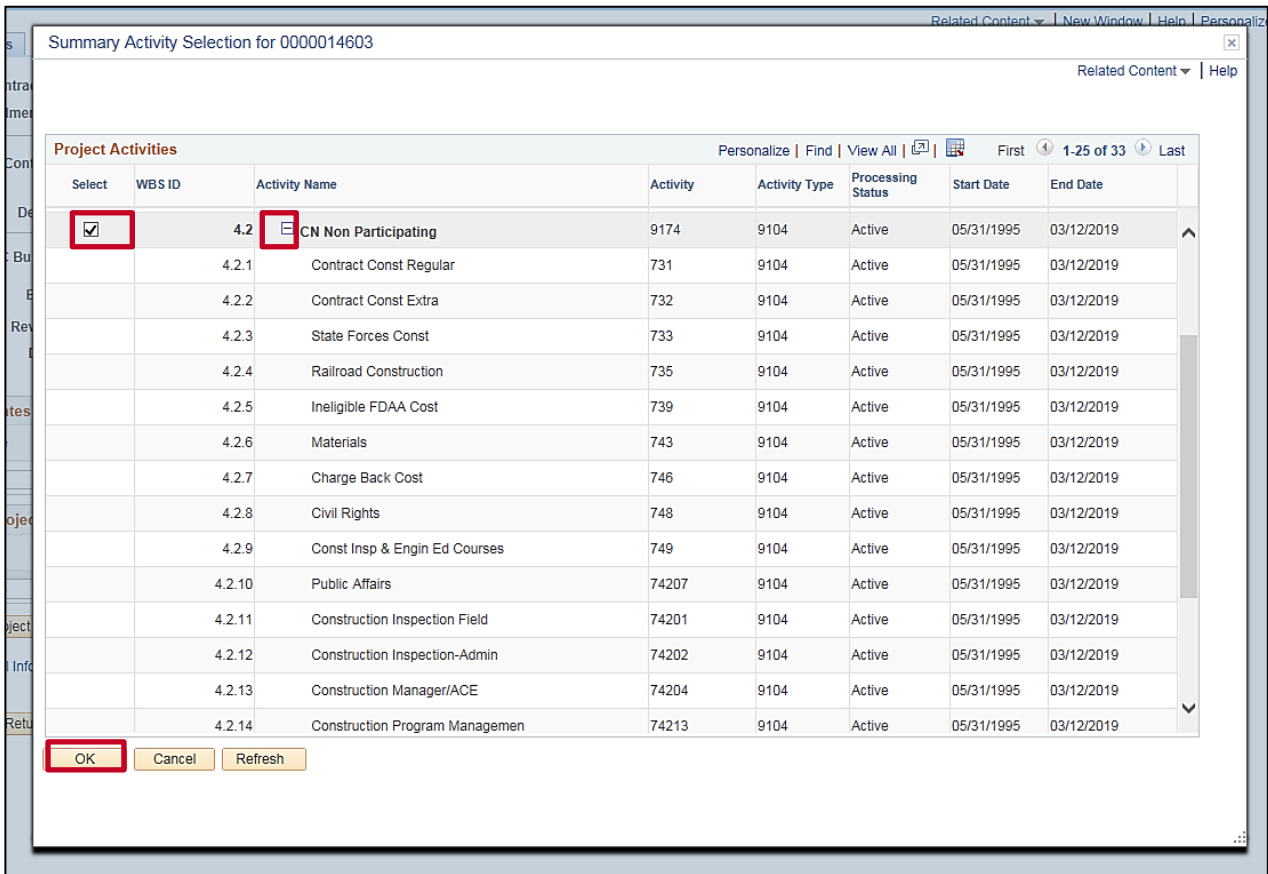 Related Content | New Window | Help | Personalize
Summary Activity Selection for 0000014603
Related Content | Help
Project Activities Personalize | Find | View All | | First 1-25 of 33 Last
Select WBS ID Activity Name Activity Activity Type Processing Status Start Date End Date
4.2 CN Non Participating 9174 9104 Active 05/31/1995 03/12/2019
4.2.1 Contract Const Regular 731 9104 Active 05/31/1995 03/12/2019
4.2.2 Contract Const Extra 732 9104 Active 05/31/1995 03/12/2019
4.2.3 State Forces Const 733 9104 Active 05/31/1995 03/12/2019
4.2.4 Railroad Construction 735 9104 Active 05/31/1995 03/12/2019
4.2.5 Ineligible FDAA Cost 739 9104 Active 05/31/1995 03/12/2019
4.2.6 Materials 743 9104 Active 05/31/1995 03/12/2019
4.2.7 Charge Back Cost 746 9104 Active 05/31/1995 03/12/2019
4.2.8 Civil Rights 748 9104 Active 05/31/1995 03/12/2019
4.2.9 Const Insp & Engin Ed Courses 749 9104 Active 05/31/1995 03/12/2019
4.2.10 Public Affairs 74207 9104 Active 05/31/1995 03/12/2019
4.2.11 Construction Inspection Field 74201 9104 Active 05/31/1995 03/12/2019
4.2.12 Construction Inspection-Admin 74202 9104 Active 05/31/1995 03/12/2019
4.2.13 Construction Manager/ACE 74204 9104 Active 05/31/1995 03/12/2019
4.2.14 Construction Program Managemen 74213 9104 Active 05/31/1995 03/12/2019
OK Cancel Refresh